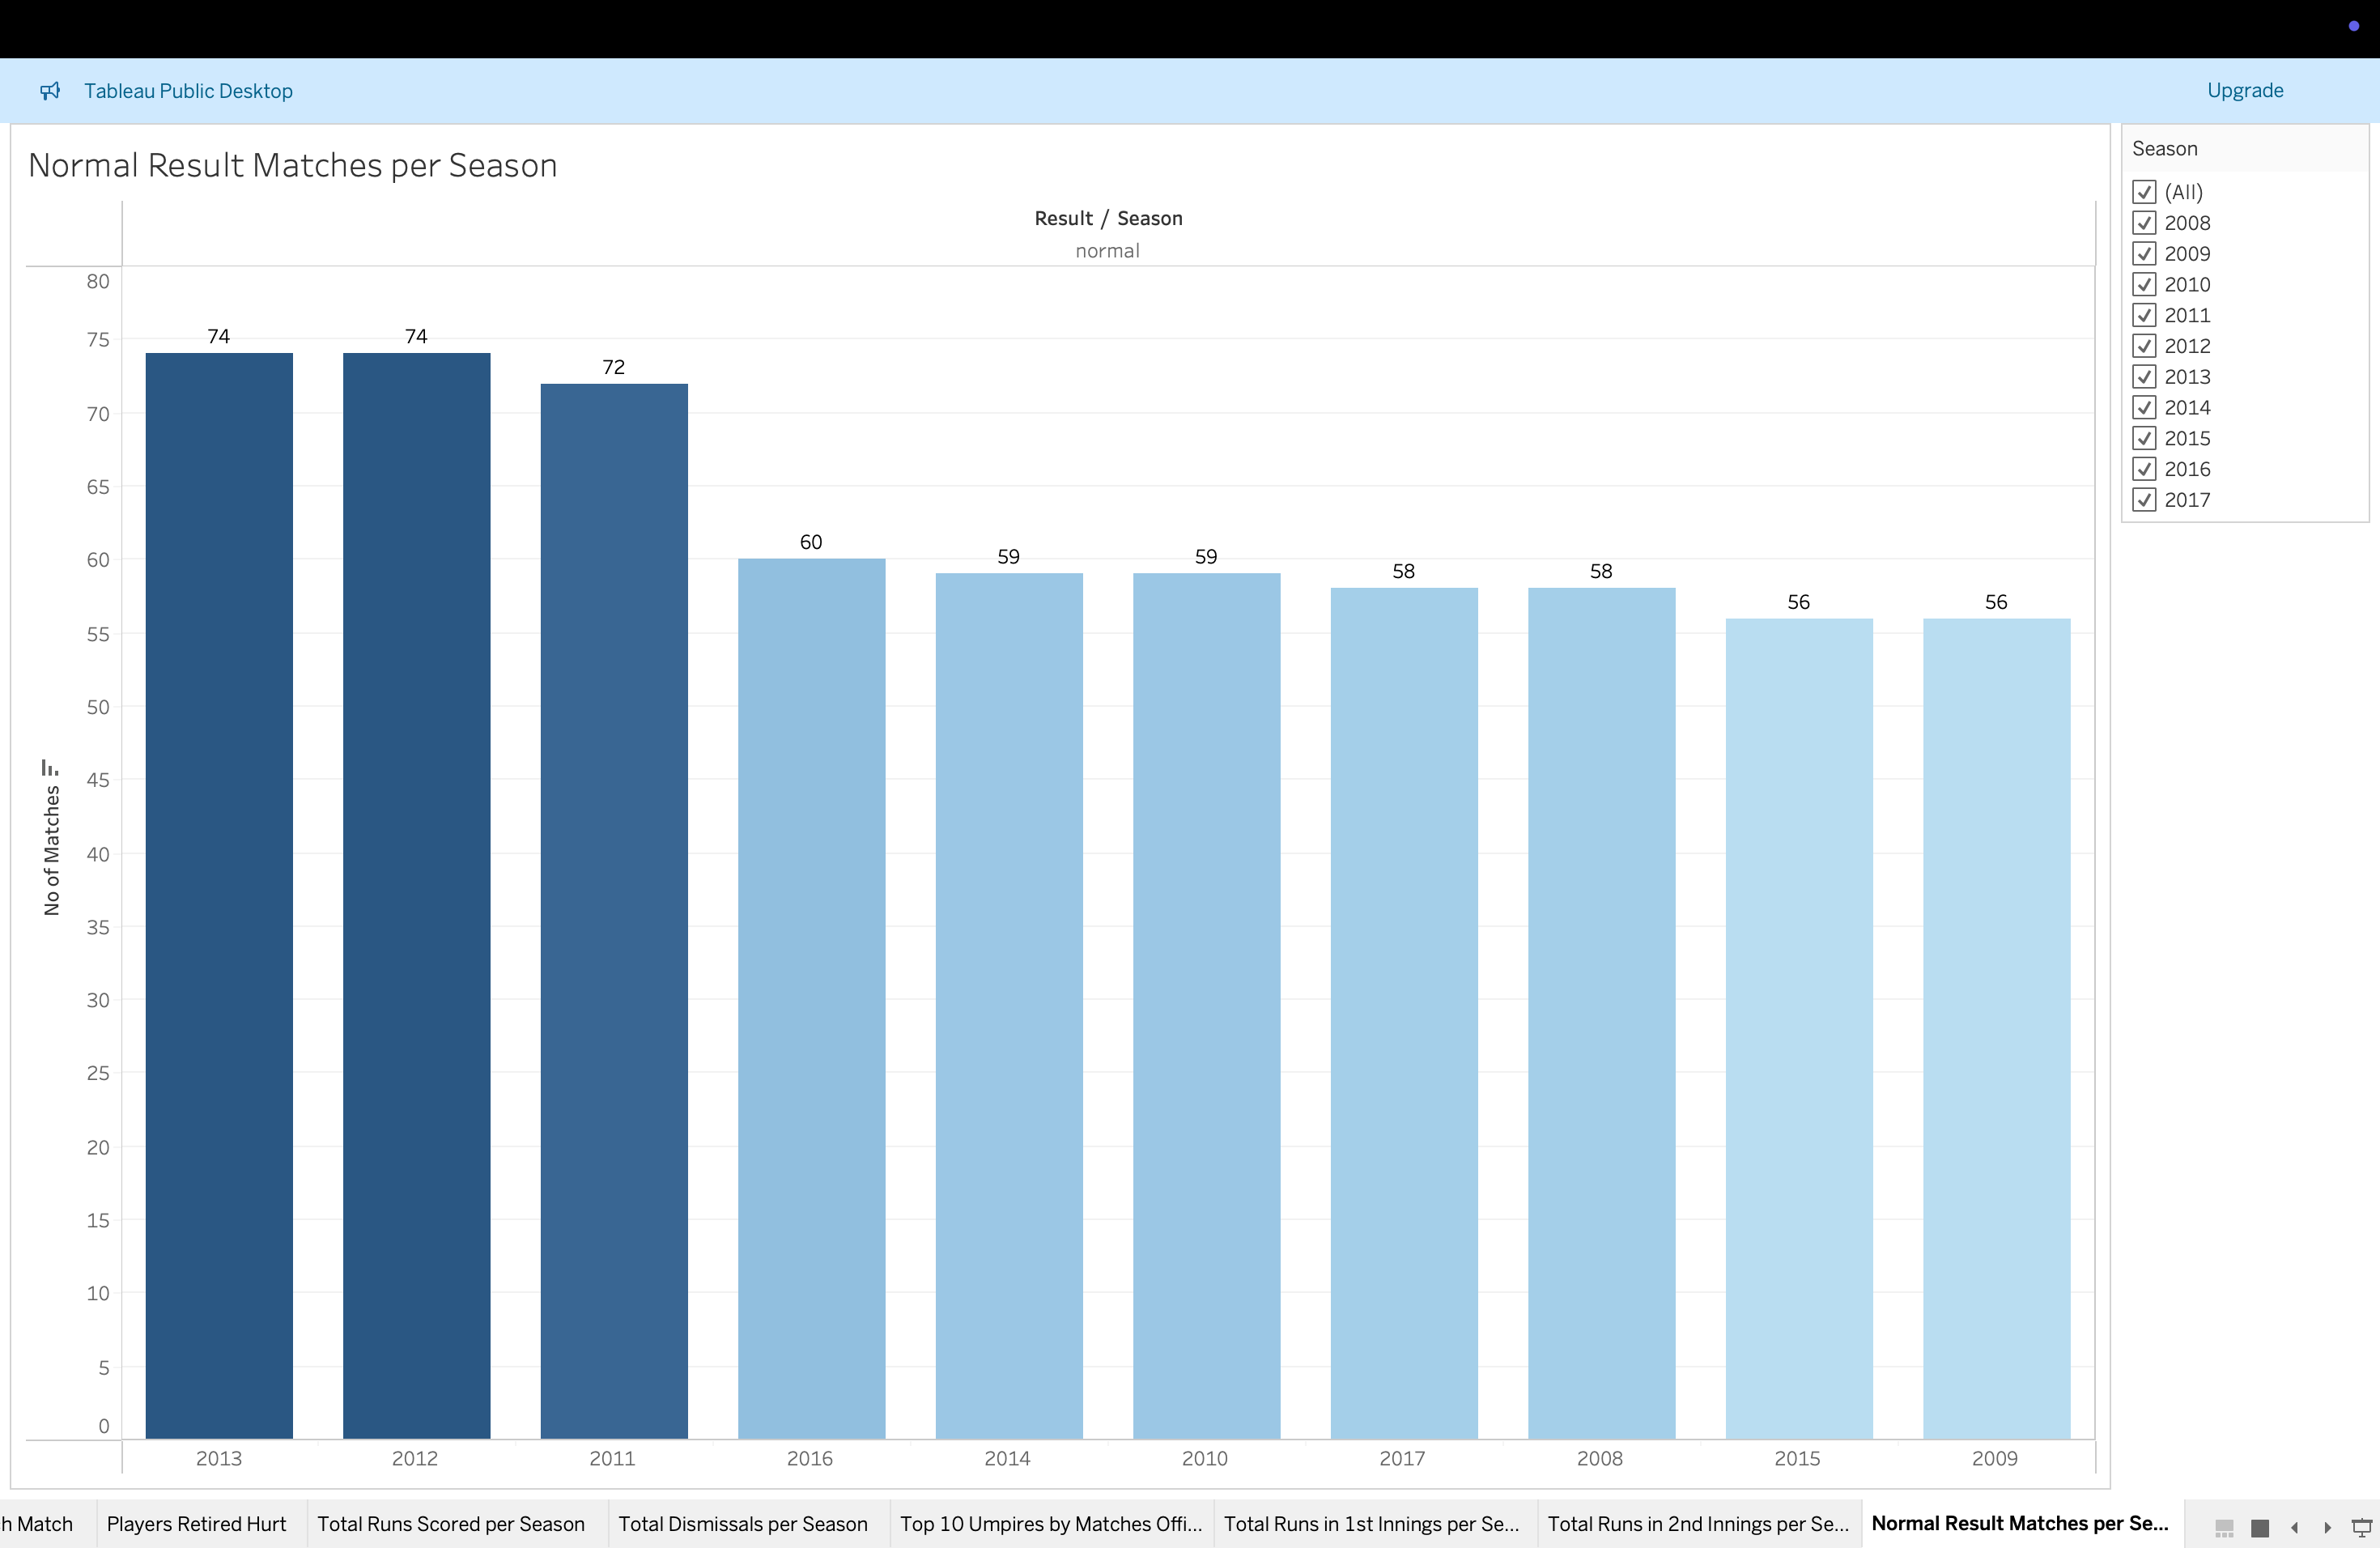 Tableau Public Desktop
Upgrade
Normal Result Matches per Season
Result / Season
normal
80
75
70
65
60
55
50
45
40
35
30
25
20
15
10
5
0
No of Matches
74
74
72
60
59
59
58
58
56
56
2013
2012
2011
2016
2014
2010
2017
2008
2015
2009
Season
(All)
2008
2009
2010
2011
2012
2013
2014
2015
2016
2017
h Match
Players Retired Hurt
Total Runs Scored per Season
Total Dismissals per Season
Top 10 Umpires by Matches Offi...
Total Runs in 1st Innings per Se...
Total Runs in 2nd Innings per Se...
Normal Result Matches per Se...